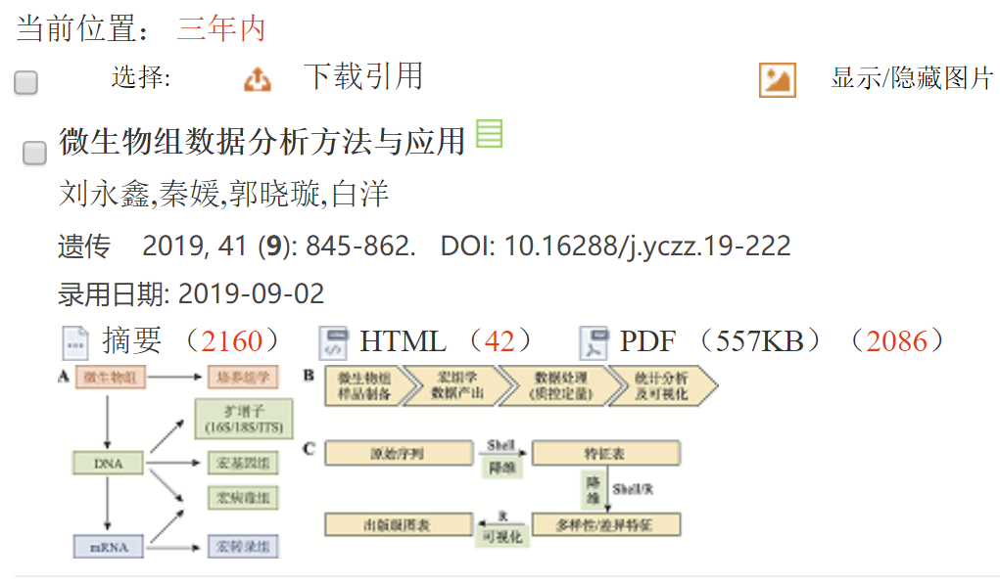 当前位置： 三年内
选择: 下载引用 显示/隐藏图片
微生物组数据分析方法与应用
刘永鑫,秦媛,郭晓璇,白洋
遗传 2019, 41 (9): 845-862. DOI: 10.16288/j.yczz.19-222
录用日期: 2019-09-02
摘要 （2160） HTML （42） PDF （557KB）（2086）
A 微生物组 培养组学
扩增子
(16S/18S/ITS)
DNA 宏基因组
宏病毒组
mRNA 宏转录组
B 微生物组
样品制备
宏组学
数据产出
数据处理
(质控定量)
统计分析
及可视化
C 原始序列 Shell 降维 特征表
降维 Shell/R
出版级图表 R 可视化 多样性/差异特征